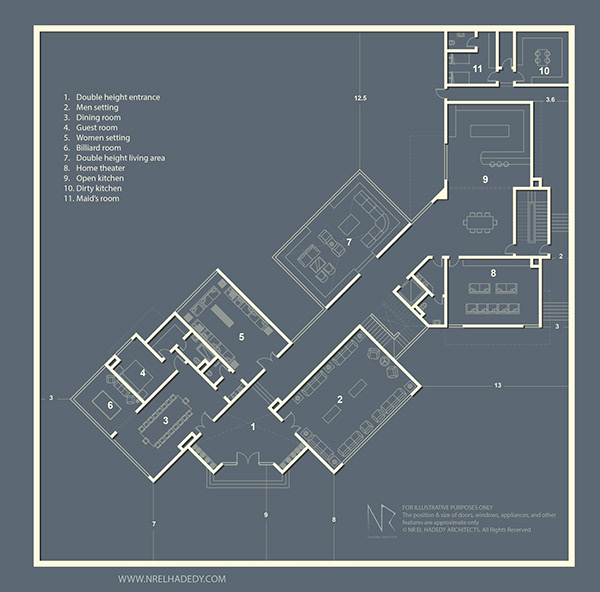 1. Double height entrance
2. Men setting
3. Dining room
4. Guest room
5. Women setting
6. Billiard room
7. Double height living area
8. Home theater
9. Open kitchen
10. Dirty kitchen
11. Maid's room
11
10
12.5
3.6
9
7
2
8
3
5
4
3
6
3
2
13
1
7
9
8
NR
FOR ILLUSTRATIVE PURPOSES ONLY
The position & size of doors, windows, appliances, and other
features are approximate only
© NR EL HADEDY ARCHITECTS. All Rights Reserved.
WWW.NRELHADEDY.COM